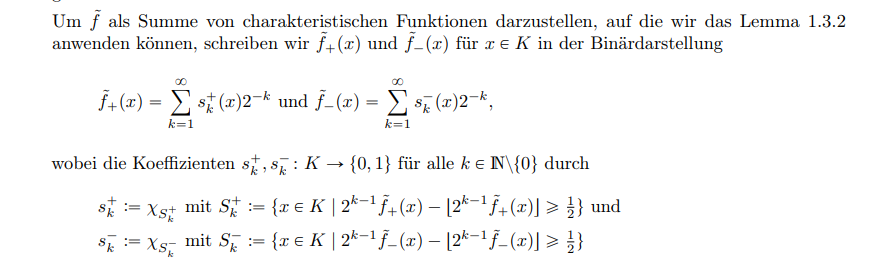 Um f̃ als Summe von charakteristischen Funktionen darzustellen, auf die wir das Lemma 1.3.2
anwenden können, schreiben wir f̃₊(x) und f̃₋(x) für x ∈ K in der Binärdarstellung
f̃₊(x) = ∑_{k=1}^{∞} s_k^+(x)2^{−k} und f̃₋(x) = ∑_{k=1}^{∞} s_k^−(x)2^{−k},
wobei die Koeffizienten s_k^+, s_k^− : K → {0, 1} für alle k ∈ ℕ\{0} durch
s_k^+ := χ_{S_k^+} mit S_k^+ := {x ∈ K | 2^{k−1} f̃₊(x) − ⌊2^{k−1} f̃₊(x)⌋ ⩾ 1/2} und
s_k^− := χ_{S_k^−} mit S_k^− := {x ∈ K | 2^{k−1} f̃₋(x) − ⌊2^{k−1} f̃₋(x)⌋ ⩾ 1/2}